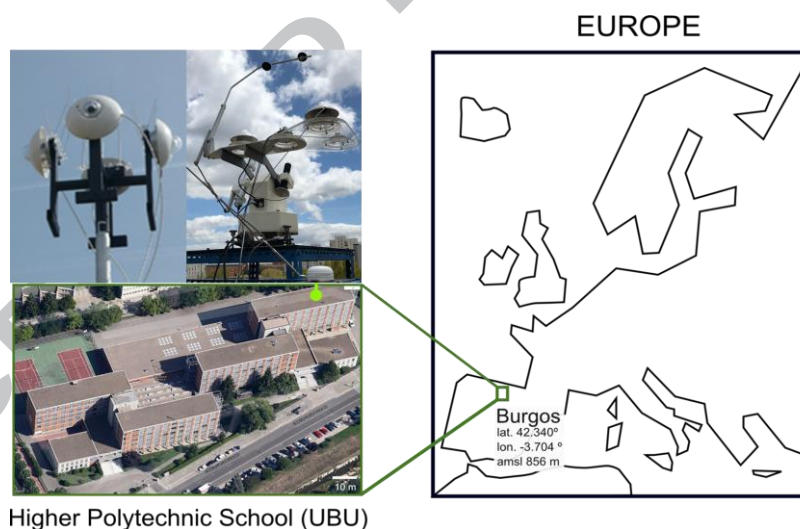 EUROPE
Burgos
lat. 42.340º
lon. -3.704 º
amsl 856 m
10 m
Higher Polytechnic School (UBU)